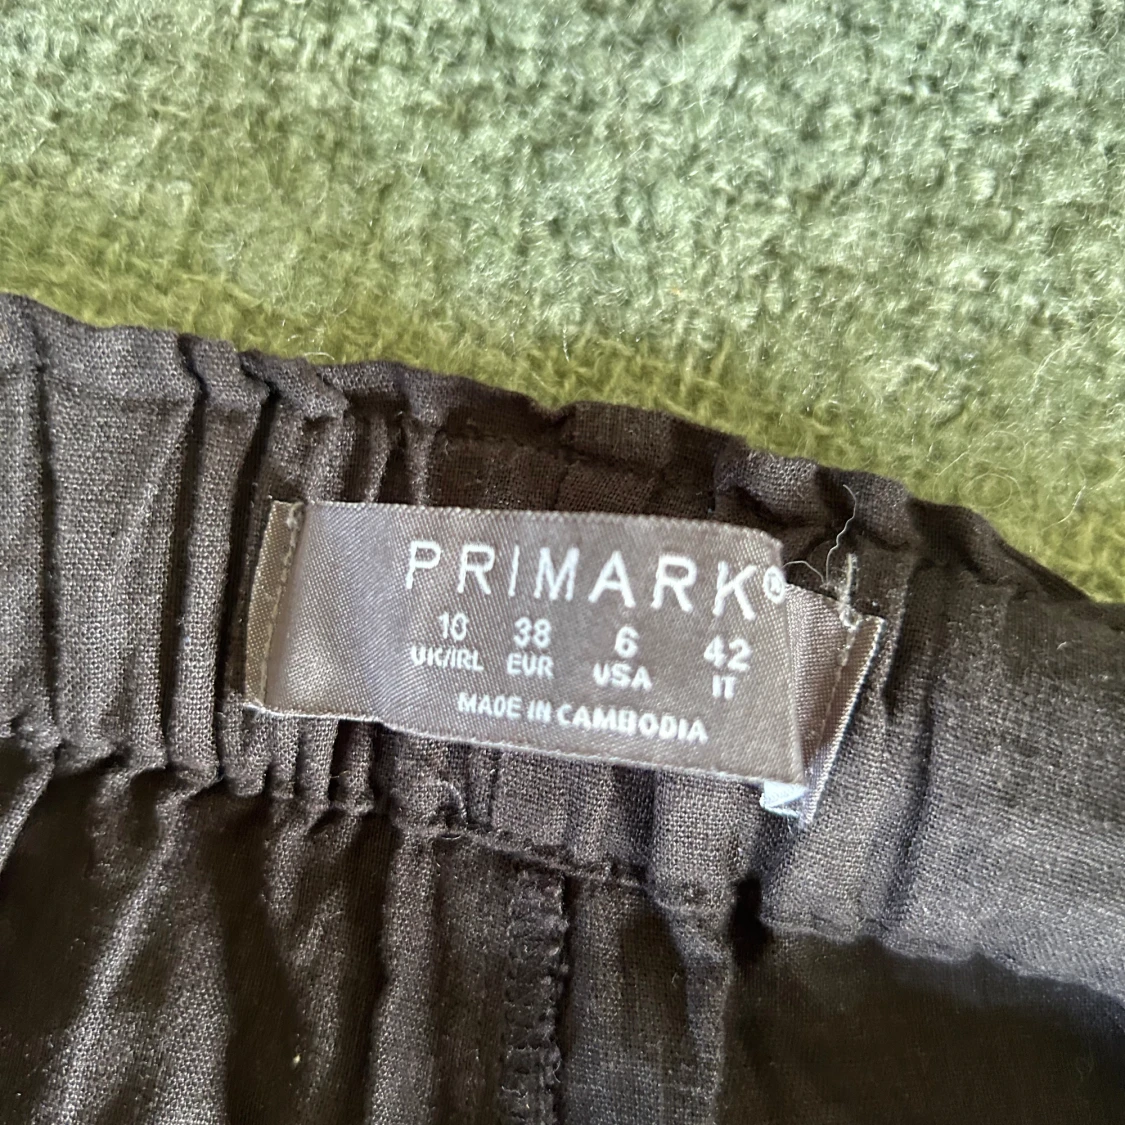 PRIMARK®
10 38 6 42
UK/IRL EUR USA IT
MADE IN CAMBODIA